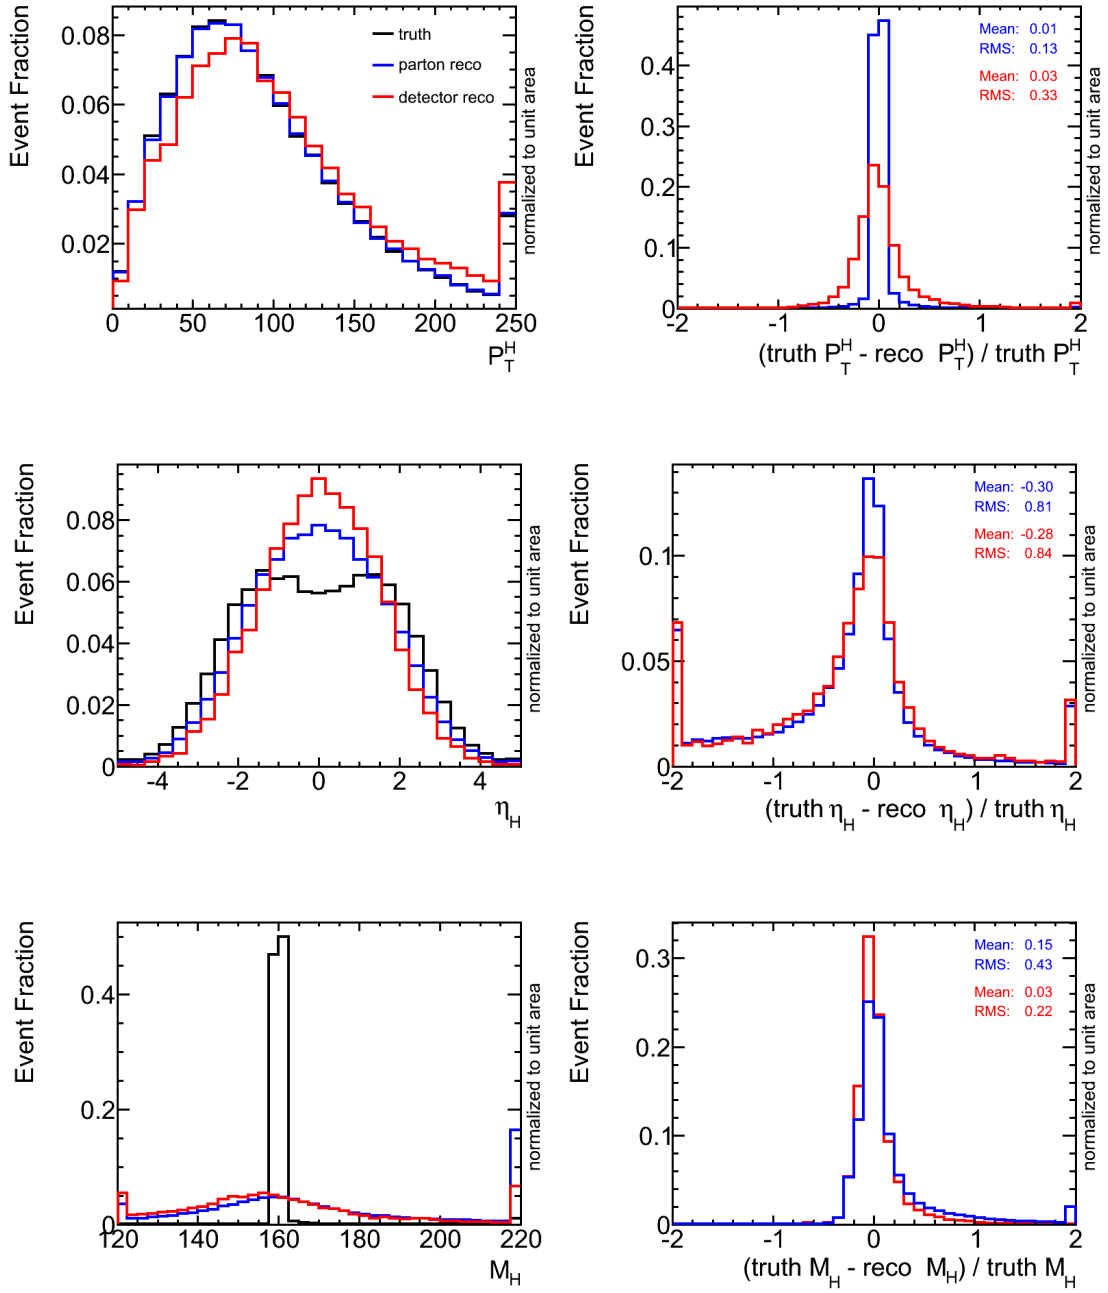 Event Fraction
0.08
0.06
0.04
0.02
truth
parton reco
detector reco
0 50 100 150 200 250
P_T^H
normalized to unit area
Event Fraction
0.4
0.3
0.2
0.1
0
Mean: 0.01
RMS: 0.13
Mean: 0.03
RMS: 0.33
-2 -1 0 1 2
(truth P_T^H - reco P_T^H) / truth P_T^H
normalized to unit area
Event Fraction
0.08
0.06
0.04
0.02
0
-4 -2 0 2 4
η_H
normalized to unit area
Event Fraction
0.1
0.05
0
Mean: -0.30
RMS: 0.81
Mean: -0.28
RMS: 0.84
-2 -1 0 1 2
(truth η_H - reco η_H) / truth η_H
normalized to unit area
Event Fraction
0.4
0.2
0
120 140 160 180 200 220
M_H
normalized to unit area
Event Fraction
0.3
0.2
0.1
0
Mean: 0.15
RMS: 0.43
Mean: 0.03
RMS: 0.22
-2 -1 0 1 2
(truth M_H - reco M_H) / truth M_H
normalized to unit area